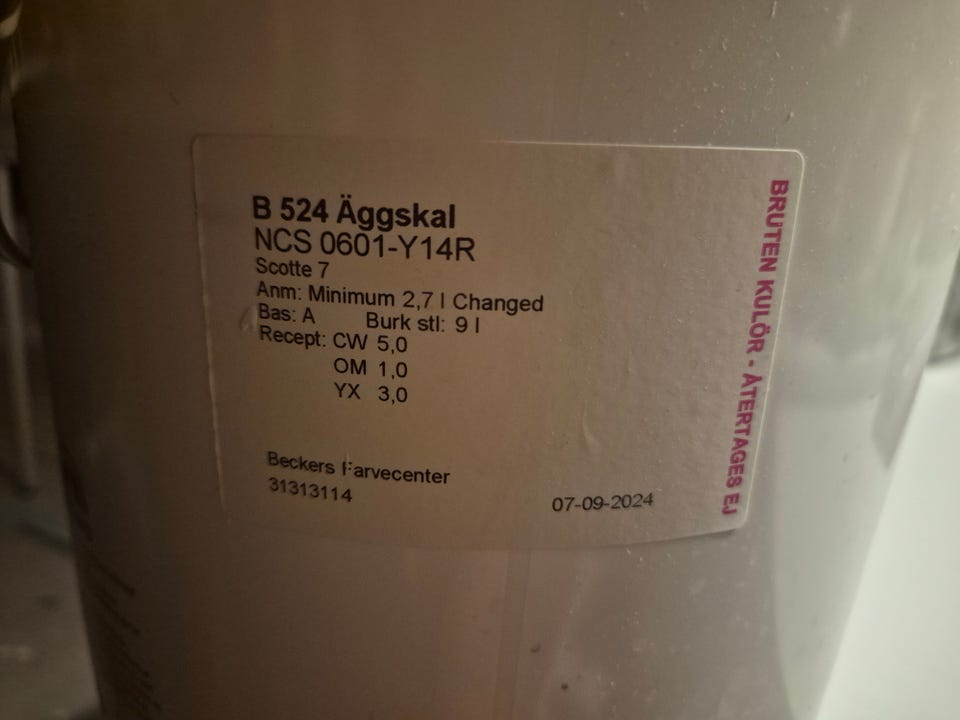 B 524 Äggskal
NCS 0601-Y14R
Scotte 7
Anm: Minimum 2,7 l Changed
Bas: A Burk stl: 9 l
Recept: CW 5,0
OM 1,0
YX 3,0
Beckers Farvecenter
31313114
07-09-2024
BRUTEN KULÖR - ÅTERTAGES EJ